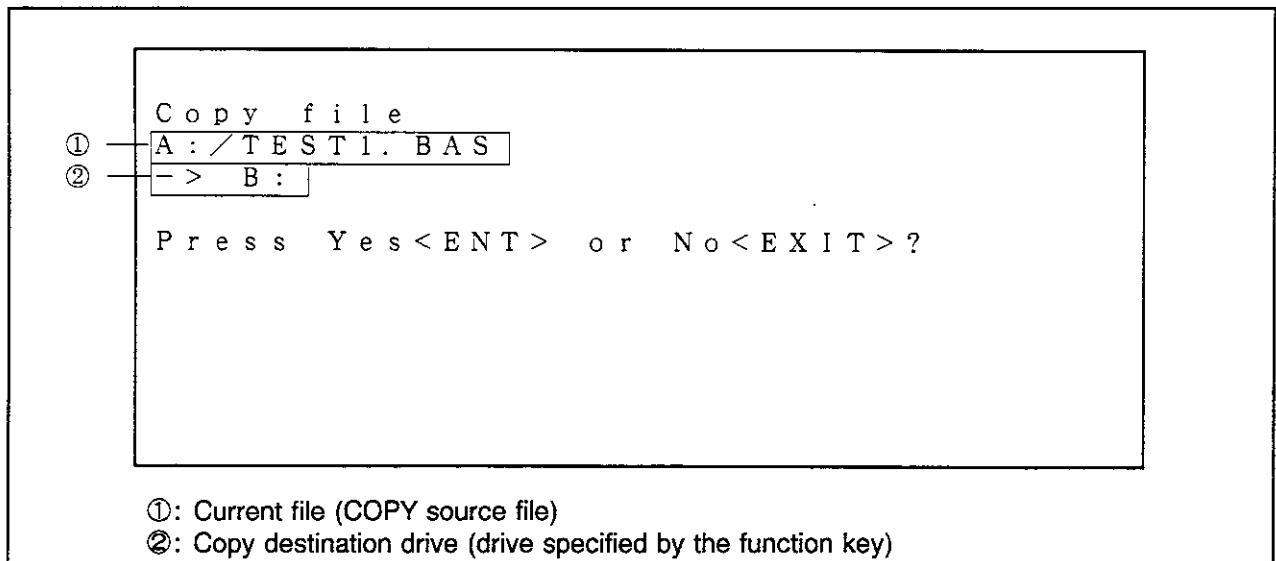 Copy file
① A:/TEST1.BAS
② -> B:
Press Yes<ENT> or No<EXIT>?
①: Current file (COPY source file)
②: Copy destination drive (drive specified by the function key)